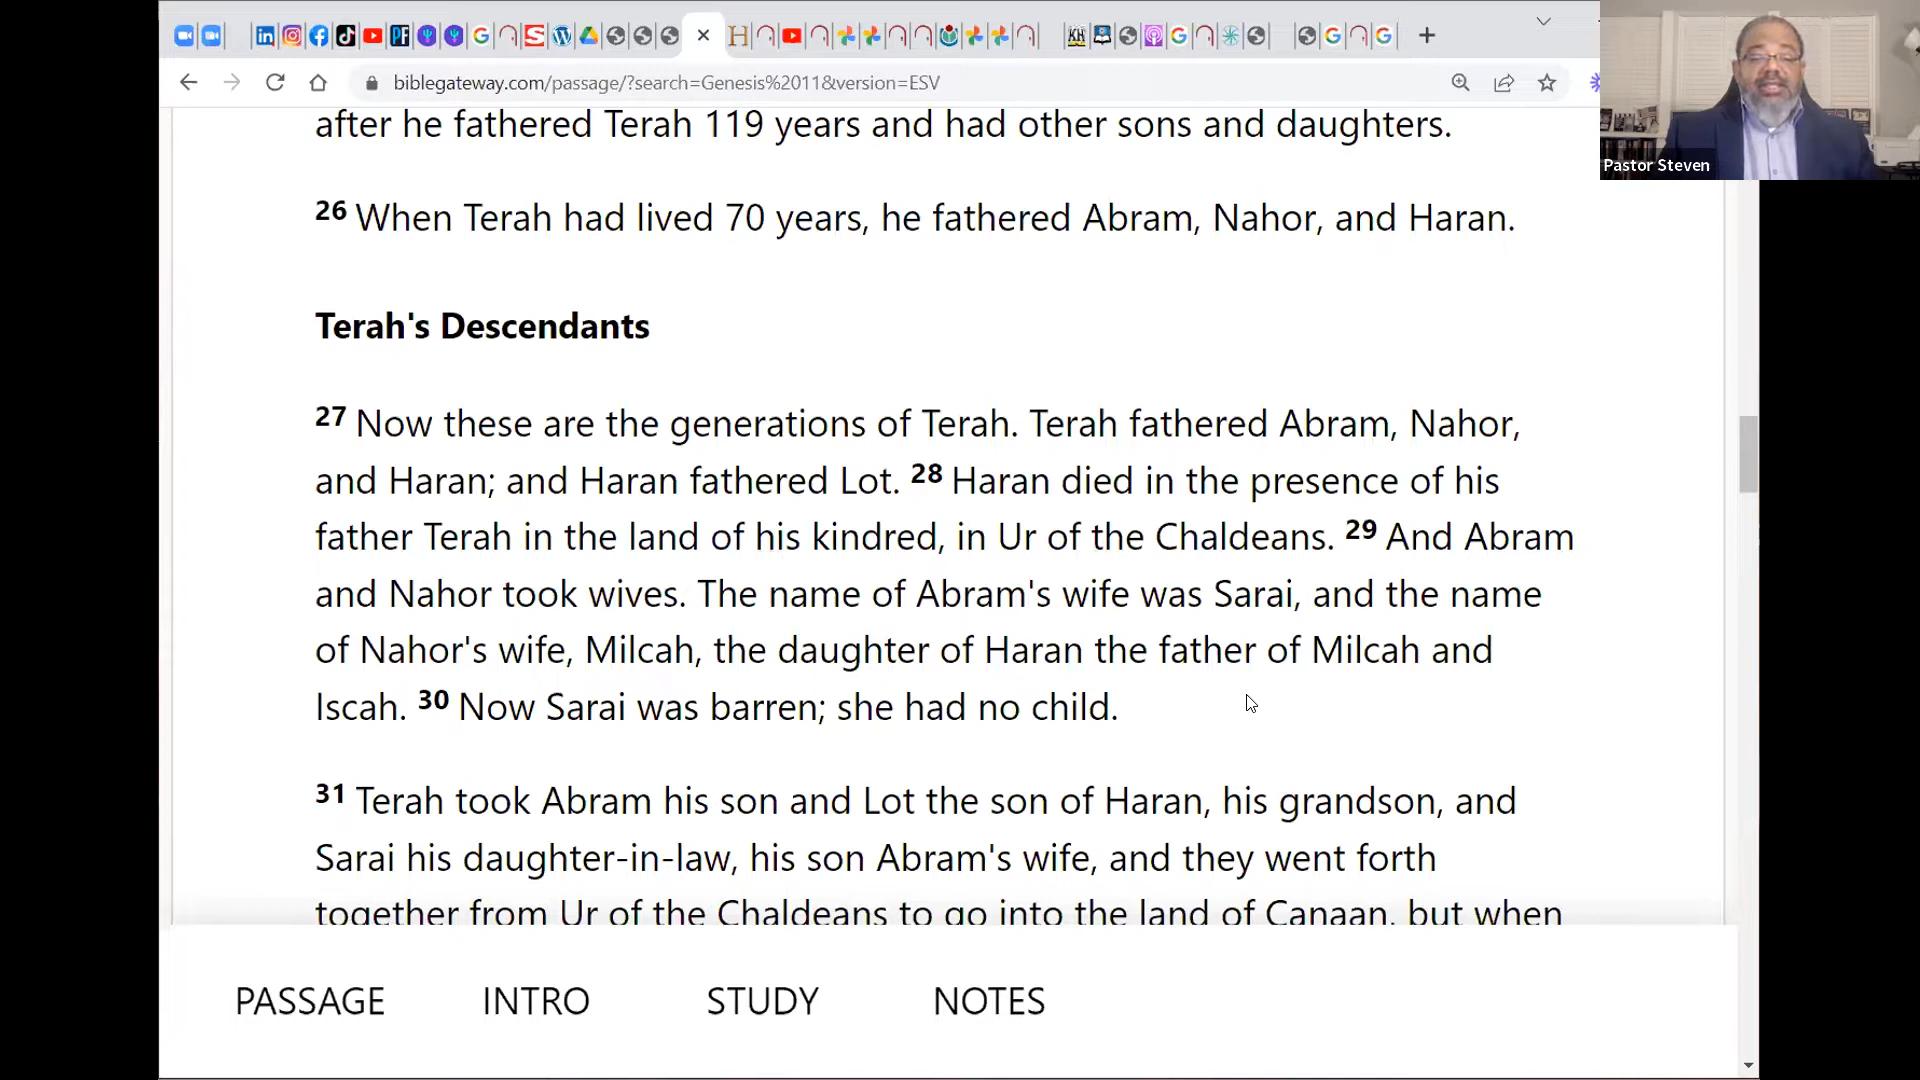 biblegateway.com/passage/?search=Genesis%2011&version=ESV
Pastor Steven
after he fathered Terah 119 years and had other sons and daughters.
26 When Terah had lived 70 years, he fathered Abram, Nahor, and Haran.
Terah's Descendants
27 Now these are the generations of Terah. Terah fathered Abram, Nahor,
and Haran; and Haran fathered Lot. 28 Haran died in the presence of his
father Terah in the land of his kindred, in Ur of the Chaldeans. 29 And Abram
and Nahor took wives. The name of Abram's wife was Sarai, and the name
of Nahor's wife, Milcah, the daughter of Haran the father of Milcah and
Iscah. 30 Now Sarai was barren; she had no child.
31 Terah took Abram his son and Lot the son of Haran, his grandson, and
Sarai his daughter-in-law, his son Abram's wife, and they went forth
together from Ur of the Chaldeans to go into the land of Canaan, but when
PASSAGE INTRO STUDY NOTES